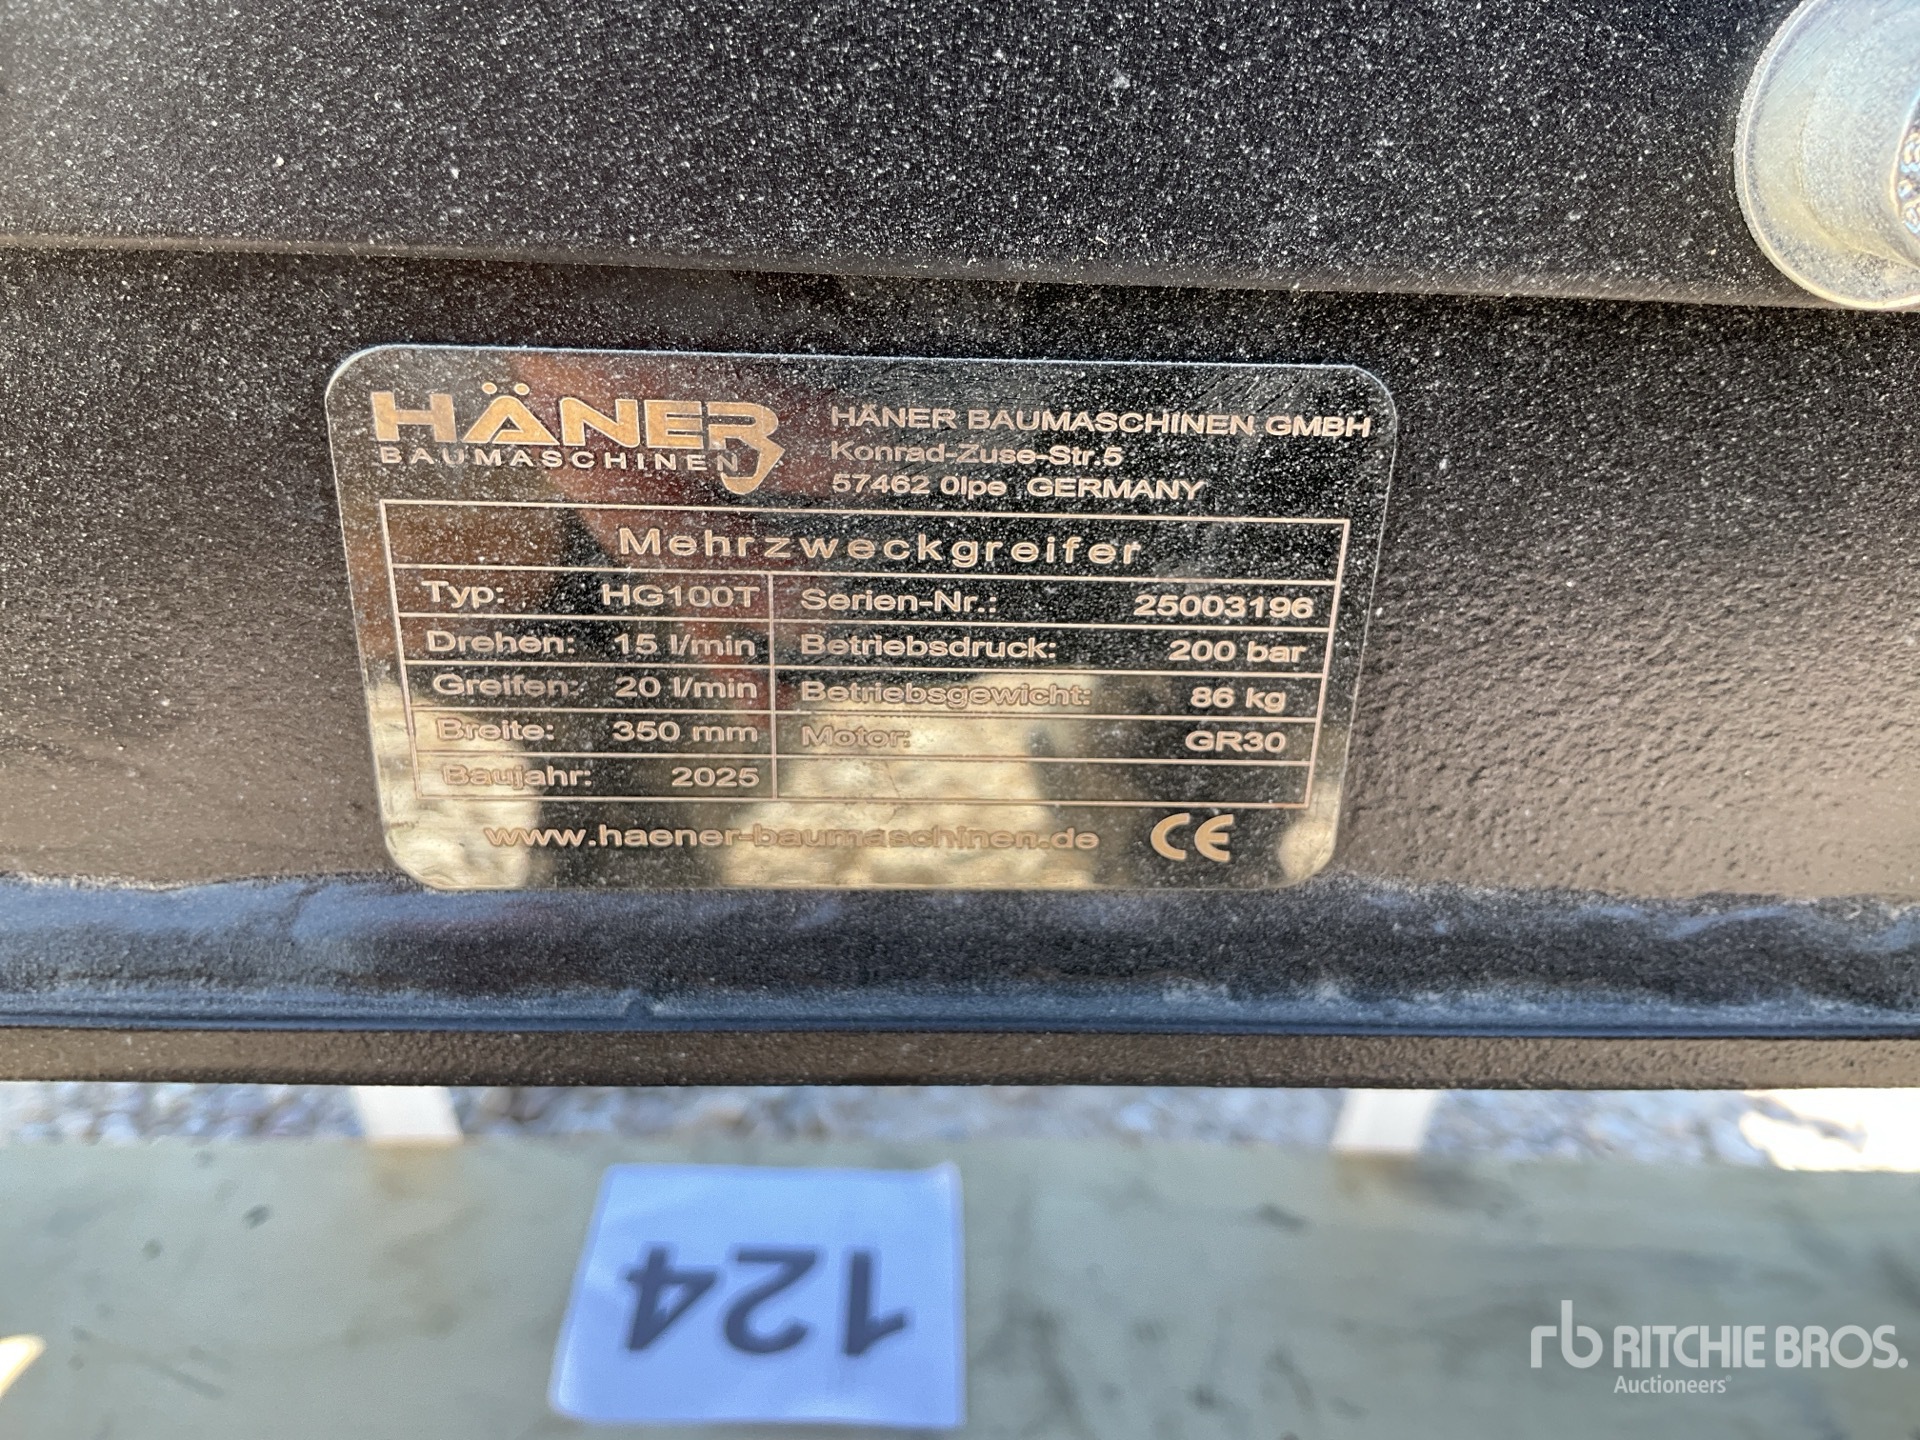 HÄNER
BAUMASCHINEN
HÄNER BAUMASCHINEN GMBH
Konrad-Zuse-Str.5
57462 Olpe GERMANY
Mehrzweckgreifer
Typ: HG100T Serien-Nr.: 25003196
Drehen: 15 l/min Betriebsdruck: 200 bar
Greifen: 20 l/min Betriebsgewicht: 86 kg
Breite: 350 mm Motor: GR30
Baujahr: 2025
www.haener-baumaschinen.de CE
124
rb RITCHIE BROS.
Auctioneers